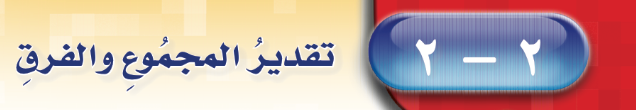 ٢ – ٢ تقديرُ المجمُوعِ والفرقِ